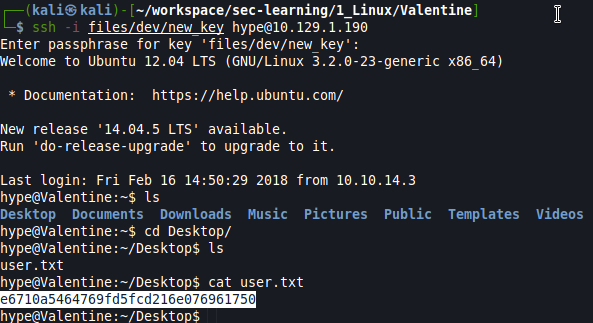 (kali㉿kali)-[~/workspace/sec-learning/1_Linux/Valentine]
$ ssh -i files/dev/new_key hype@10.129.1.190
Enter passphrase for key 'files/dev/new_key':
Welcome to Ubuntu 12.04 LTS (GNU/Linux 3.2.0-23-generic x86_64)
* Documentation:  https://help.ubuntu.com/
New release '14.04.5 LTS' available.
Run 'do-release-upgrade' to upgrade to it.
Last login: Fri Feb 16 14:50:29 2018 from 10.10.14.3
hype@Valentine:~$ ls
Desktop  Documents  Downloads  Music  Pictures  Public  Templates  Videos
hype@Valentine:~$ cd Desktop/
hype@Valentine:~/Desktop$ ls
user.txt
hype@Valentine:~/Desktop$ cat user.txt
e6710a5464769fd5fcd216e076961750
hype@Valentine:~/Desktop$